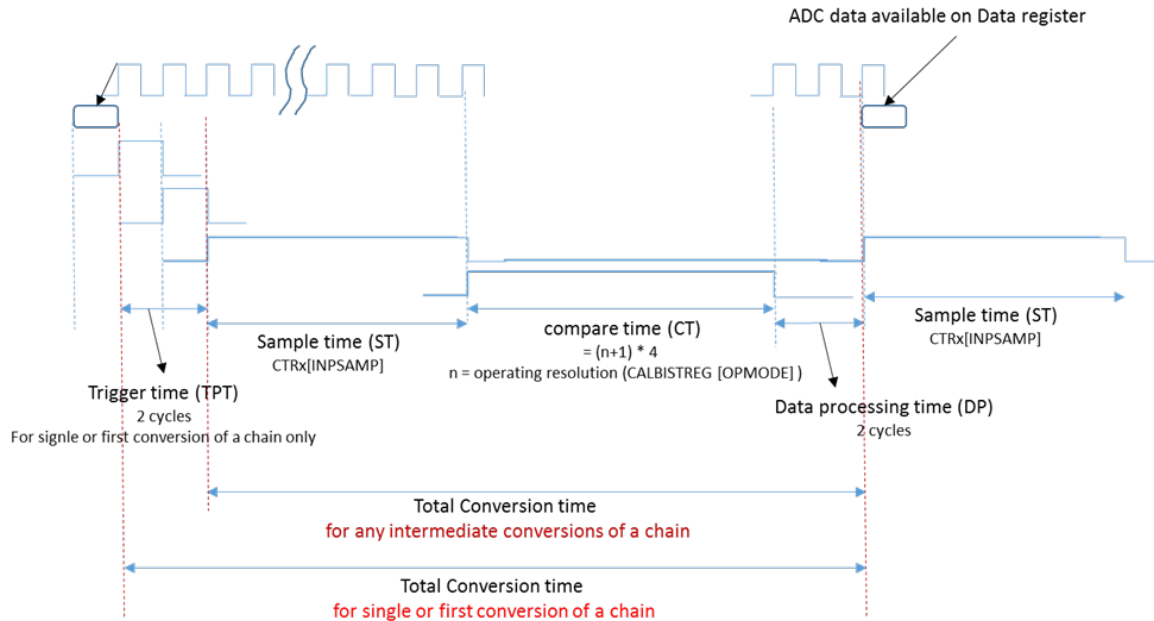 ADC data available on Data register
Sample time (ST)
CTRx[INPSAMP]
compare time (CT)
= (n+1) * 4
n = operating resolution (CALBISTREG [OPMODE] )
Sample time (ST)
CTRx[INPSAMP]
Trigger time (TPT)
2 cycles
For signle or first conversion of a chain only
Data processing time (DP)
2 cycles
Total Conversion time
for any intermediate conversions of a chain
Total Conversion time
for single or first conversion of a chain